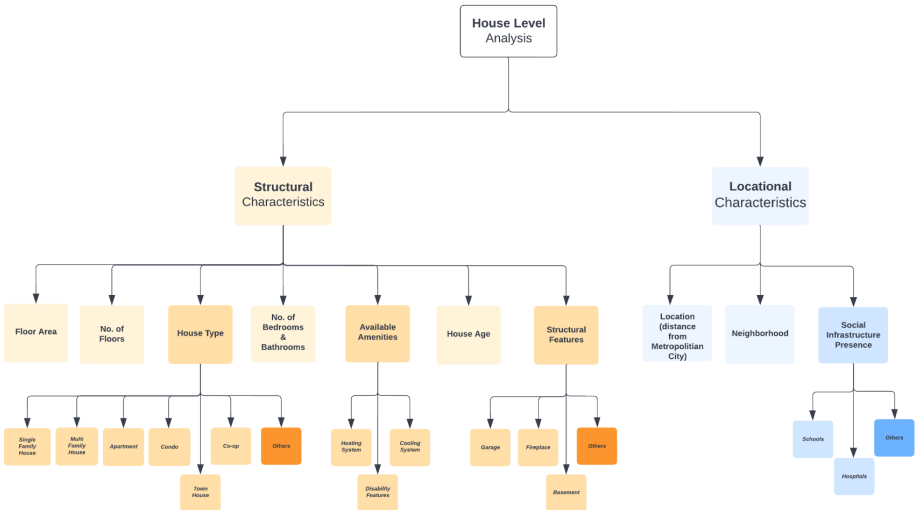 House Level
Analysis
Structural
Characteristics
Locational
Characteristics
Floor Area
No. of
Floors
House Type
No. of
Bedrooms
&
Bathrooms
Available
Amenities
House Age
Structural
Features
Location
(distance
from
Metropolitian
City)
Neighborhood
Social
Infrastructure
Presence
Single
Family
House
Multi
Family
House
Apartment
Condo
Town
House
Co-op
Others
Heating
System
Disability
Features
Cooling
System
Garage
Fireplace
Basement
Others
Schools
Hospitals
Others